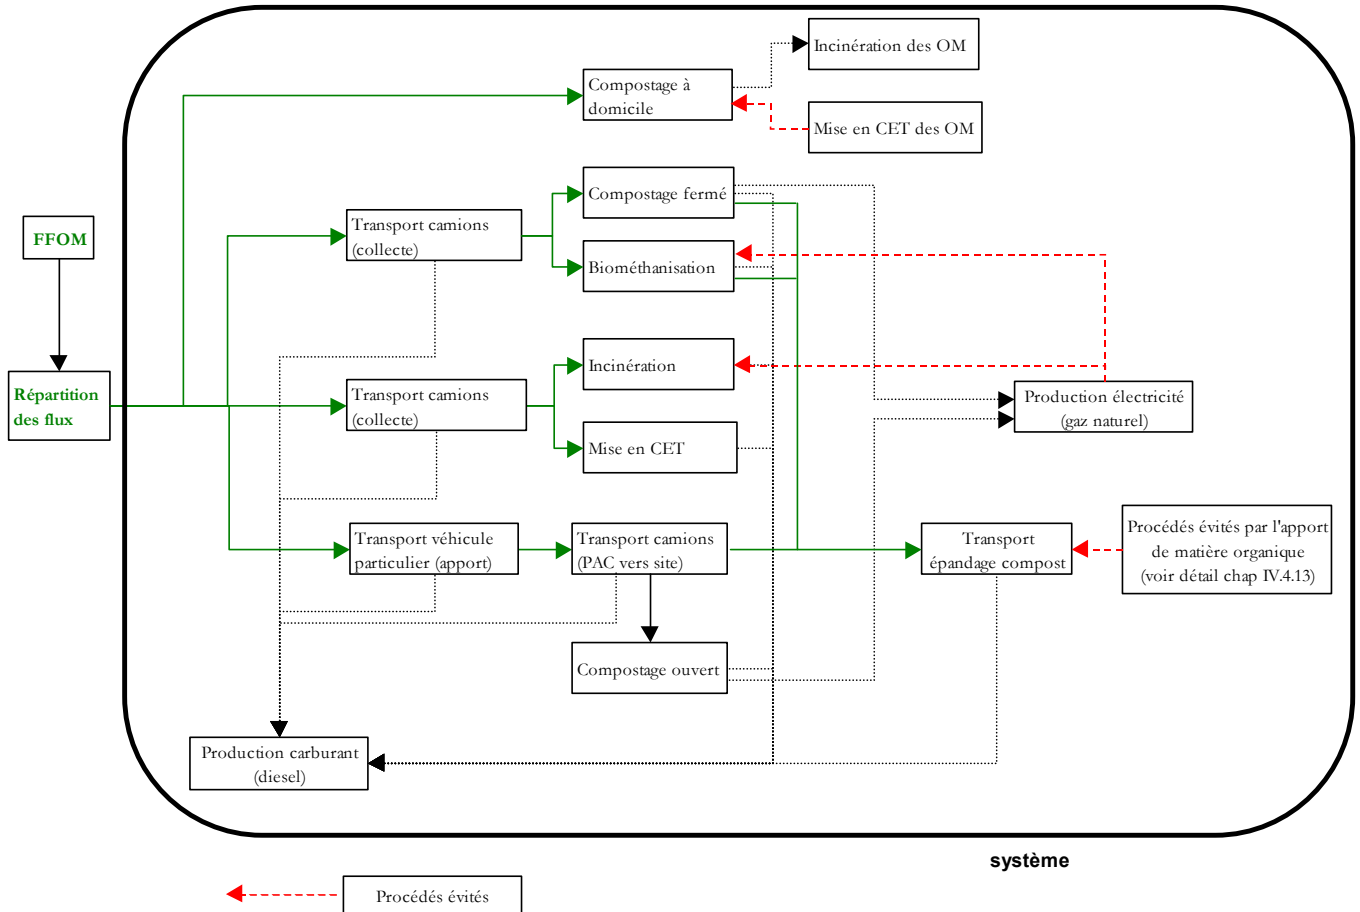 Incinération des OM
Compostage à
domicile
Mise en CET des OM
Compostage fermé
FFOM
Transport camions
(collecte)
Biométhanisation
Incinération
Répartition
des flux
Transport camions
(collecte)
Production électricité
(gaz naturel)
Mise en CET
Transport véhicule
particulier (apport)
Transport camions
(PAC vers site)
Transport
épandage compost
Procédés évités par l'apport
de matière organique
(voir détail chap IV.4.13)
Compostage ouvert
Production carburant
(diesel)
système
Procédés évités